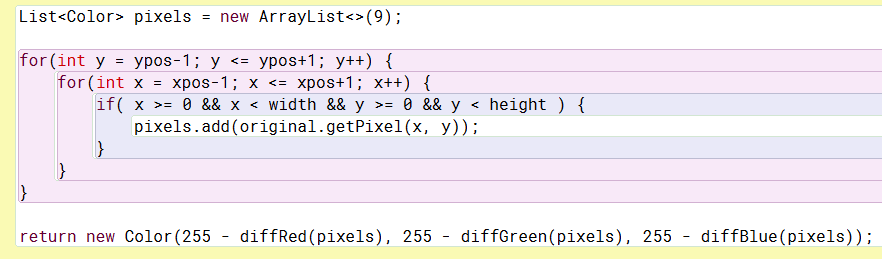 List<Color> pixels = new ArrayList<>(9);
for(int y = ypos-1; y <= ypos+1; y++) {
for(int x = xpos-1; x <= xpos+1; x++) {
if( x >= 0 && x < width && y >= 0 && y < height ) {
pixels.add(original.getPixel(x, y));
}
}
}
return new Color(255 - diffRed(pixels), 255 - diffGreen(pixels), 255 - diffBlue(pixels));